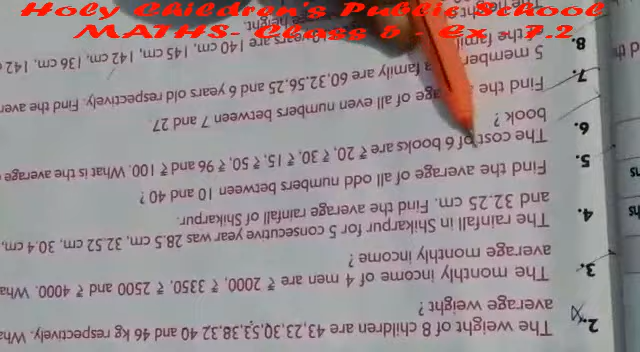 Holy Children's Public School
MATHS- Class 5 - Ex - 7.2
2. The weight of 8 children are 43,23,30,53,38,32 40 and 46 kg respectively.
average weight?
3. The monthly income of 4 men are ₹ 2000, ₹ 3350, ₹ 2500 and ₹ 4000.
average monthly income ?
4. The rainfall in Shikarpur for 5 consecutive year was 28.5 cm, 32.52 cm, 30.4 cm,
and 32.25 cm. Find the average rainfall of Shikarpur.
5. Find the average of all odd numbers between 10 and 40 ?
6. The cost of 6 books are ₹ 20, ₹ 30, ₹ 15, ₹ 50, ₹ 96 and ₹ 100. What is the average
book ?
7. Find the average of all even numbers between 7 and 27
8. 5 member a family are 60,32,56,25 and 6 years old respectively. Find the
the famil
years are 140 cm, 145 cm, 142 cm, 136 cm, 142
height.